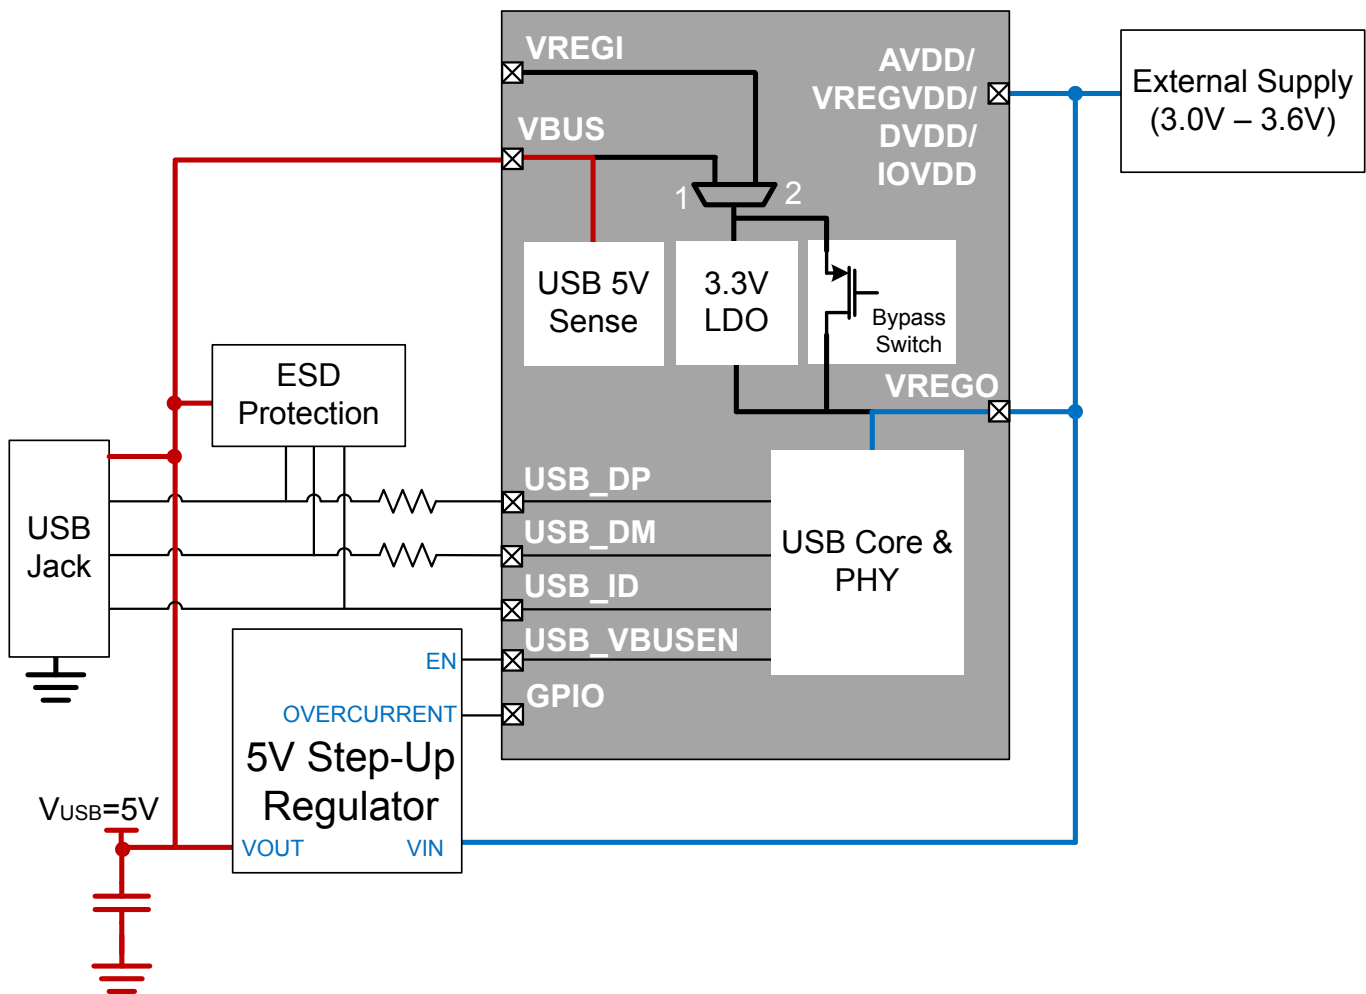 VREGI
AVDD/
VREGVDD/
DVDD/
IOVDD
External Supply
(3.0V – 3.6V)
VBUS
1
2
USB 5V
Sense
3.3V
LDO
Bypass
Switch
ESD
Protection
VREGO
USB
Jack
USB_DP
USB_DM
USB_ID
USB_VBUSEN
GPIO
USB Core &
PHY
EN
OVERCURRENT
5V Step-Up
Regulator
VOUT
VIN
VUSB=5V